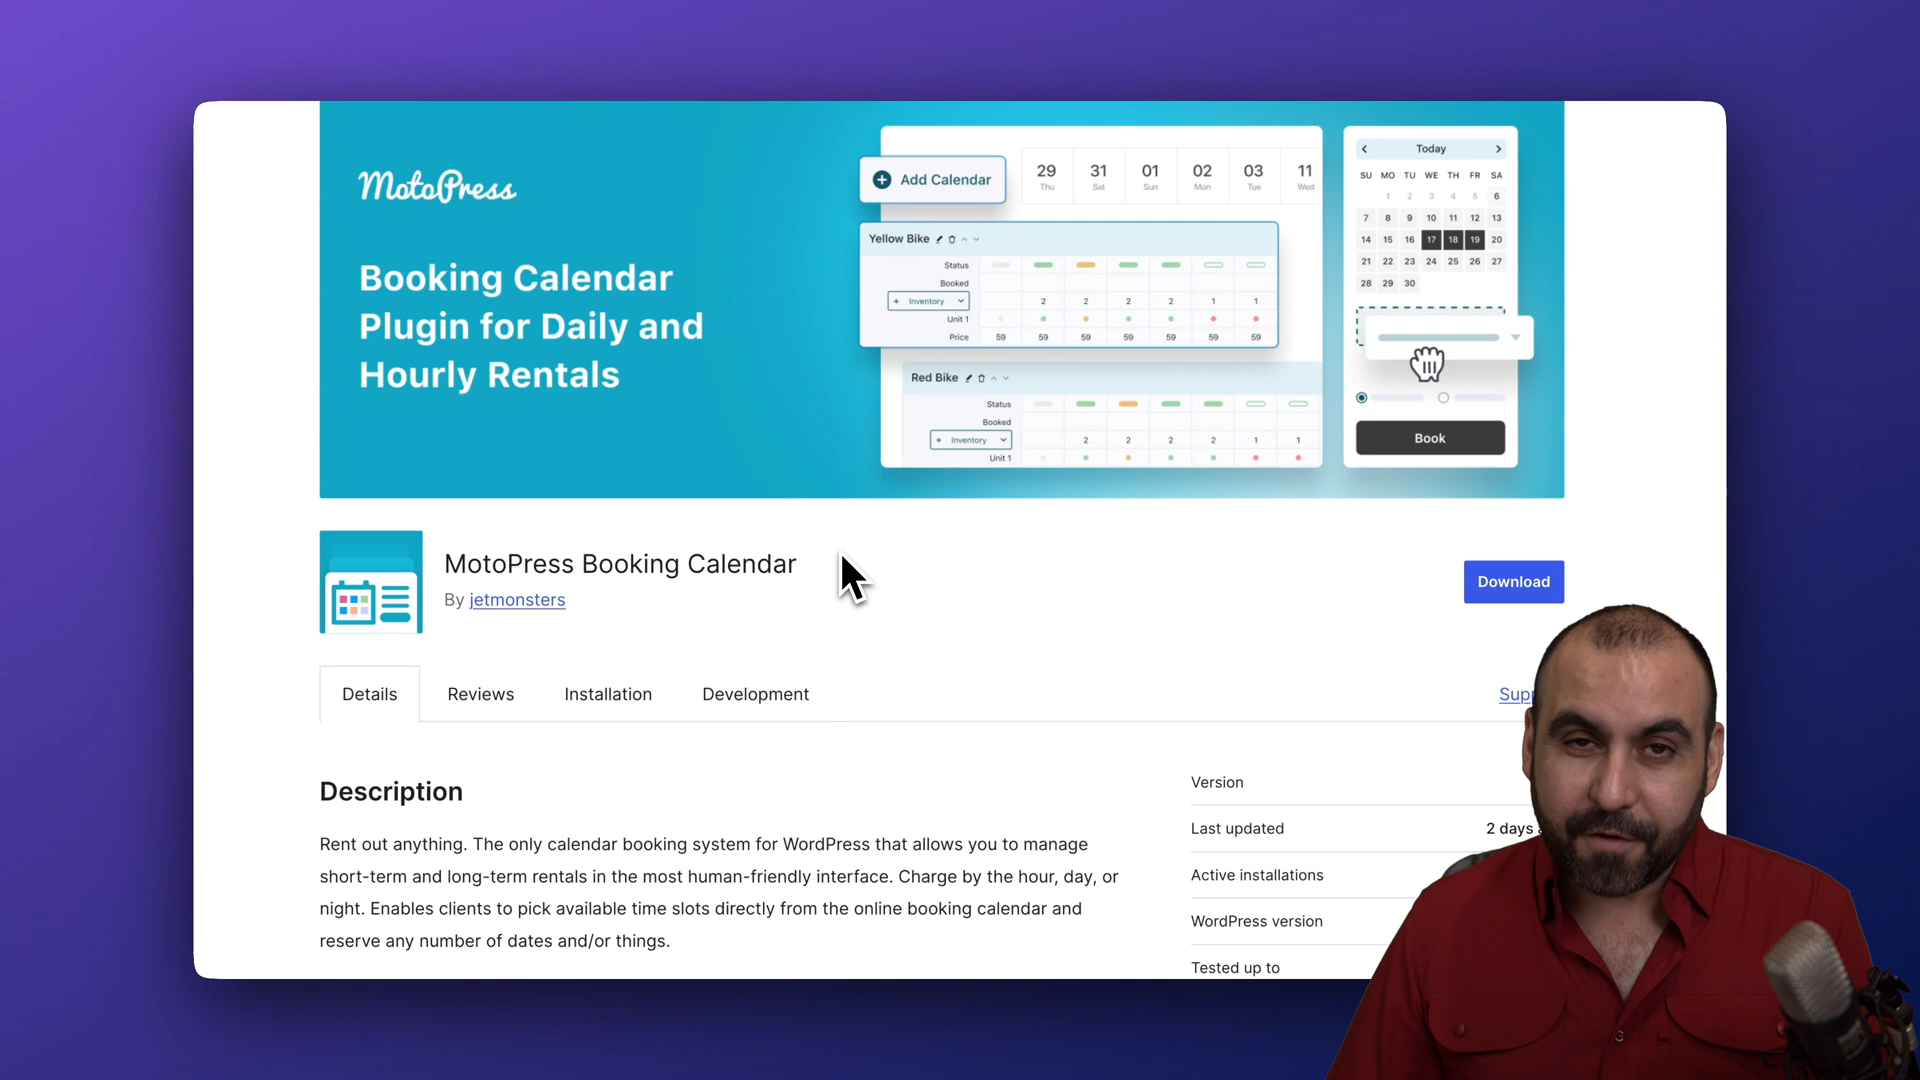 MotoPress
Booking Calendar
Plugin for Daily and
Hourly Rentals
Add Calendar
29 31 01 02 03 11
Thu Sat Sun Mon Tue Wed
Yellow Bike
Status
Booked
+ Inventory 2 2 2 2 1 1
Unit 1
Price 59 59 59 59 59 59 59
Red Bike
Status
Booked
+ Inventory 2 2 2 2 1 1
Unit 1
Today
SU MO TU WE TH FR SA
1 2 3 4 5 6
7 8 9 10 11 12 13
14 15 16 17 18 19 20
21 22 23 24 25 26 27
28 29 30
Book
MotoPress Booking Calendar
By jetmonsters
Download
Details Reviews Installation Development
Description
Rent out anything. The only calendar booking system for WordPress that allows you to manage
short-term and long-term rentals in the most human-friendly interface. Charge by the hour, day, or
night. Enables clients to pick available time slots directly from the online booking calendar and
reserve any number of dates and/or things.
Version
Last updated 2 days
Active installations
WordPress version
Tested up to